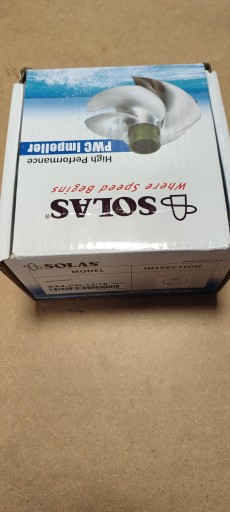 SOLAS®
Where Speed Begins
High Performance
PWC Impeller
SOLAS
MODEL
INSPECTION